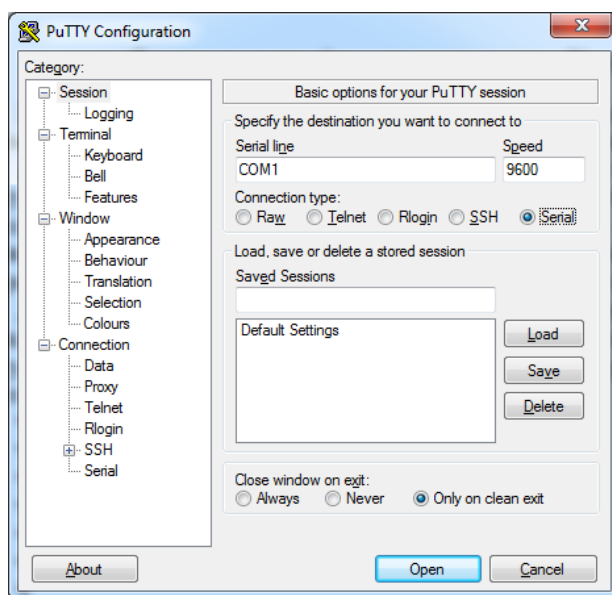 PuTTY Configuration
Category:
Session
Logging
Terminal
Keyboard
Bell
Features
Window
Appearance
Behaviour
Translation
Selection
Colours
Connection
Data
Proxy
Telnet
Rlogin
SSH
Serial
Basic options for your PuTTY session
Specify the destination you want to connect to
Serial line Speed
COM1 9600
Connection type:
Raw Telnet Rlogin SSH Serial
Load, save or delete a stored session
Saved Sessions
Default Settings
Load
Save
Delete
Close window on exit:
Always Never Only on clean exit
About Open Cancel